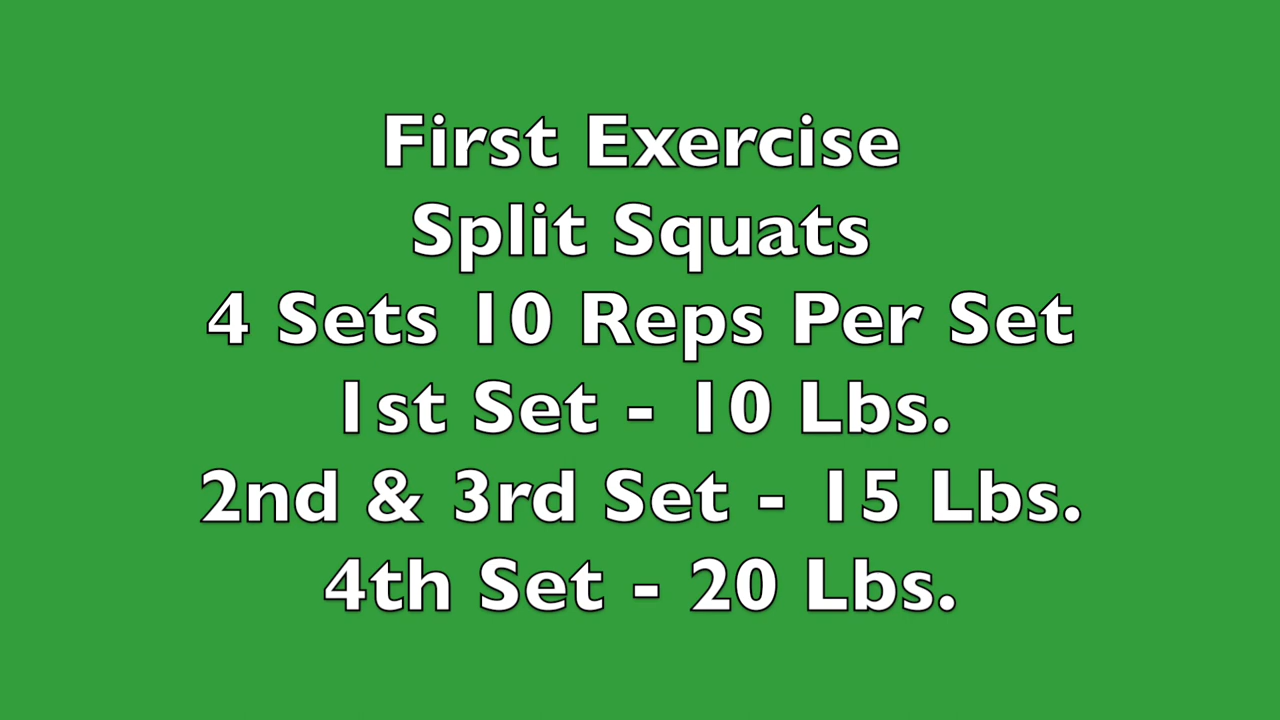 First Exercise
Split Squats
4 Sets 10 Reps Per Set
1st Set - 10 Lbs.
2nd & 3rd Set - 15 Lbs.
4th Set - 20 Lbs.